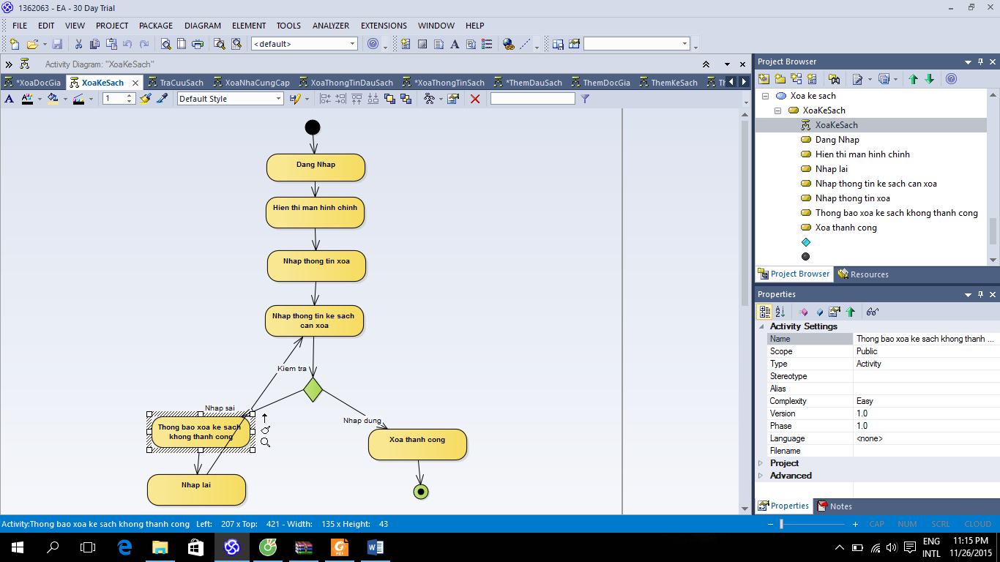 1362063 - EA - 30 Day Trial
FILE EDIT VIEW PROJECT PACKAGE DIAGRAM ELEMENT TOOLS ANALYZER EXTENSIONS WINDOW HELP
<default>
Activity Diagram: "XoaKeSach"
*XoaDocGia XoaKeSach TraCuuSach XoaNhaCungCap XoaThongTinDauSach *XoaThongTinSach *ThemDauSach ThemDocGia ThemKeSach Th
1 Default Style
Dang Nhap
Hien thi man hinh chinh
Nhap thong tin xoa
Nhap thong tin ke sach
can xoa
Kiem tra
Nhap sai
Nhap dung
Thong bao xoa ke sach
khong thanh cong
Xoa thanh cong
Nhap lai
Project Browser
Xoa ke sach
XoaKeSach
XoaKeSach
Dang Nhap
Hien thi man hinh chinh
Nhap lai
Nhap thong tin ke sach can xoa
Nhap thong tin xoa
Thong bao xoa ke sach khong thanh cong
Xoa thanh cong
Project Browser Resources
Properties
Activity Settings
Name Thong bao xoa ke sach khong thanh ...
Scope Public
Type Activity
Stereotype
Alias
Complexity Easy
Version 1.0
Phase 1.0
Language <none>
Filename
Project
Advanced
Properties Notes
Activity:Thong bao xoa ke sach khong thanh cong Left: 207 x Top: 421 - Width: 135 x Height: 43
CAP NUM SCRL CLOUD
ENG
INTL
11:15 PM
11/26/2015